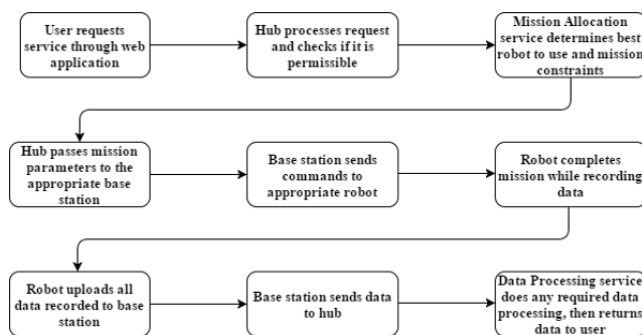 User requests
service through web
application
Hub processes request
and checks if it is
permissible
Mission Allocation
service determines best
robot to use and mission
constraints
Hub passes mission
parameters to the
appropriate base
station
Base station sends
commands to
appropriate robot
Robot completes
mission while recording
data
Robot uploads all
data recorded to base
station
Base station sends data
to hub
Data Processing service
does any required data
processing, then returns
data to user